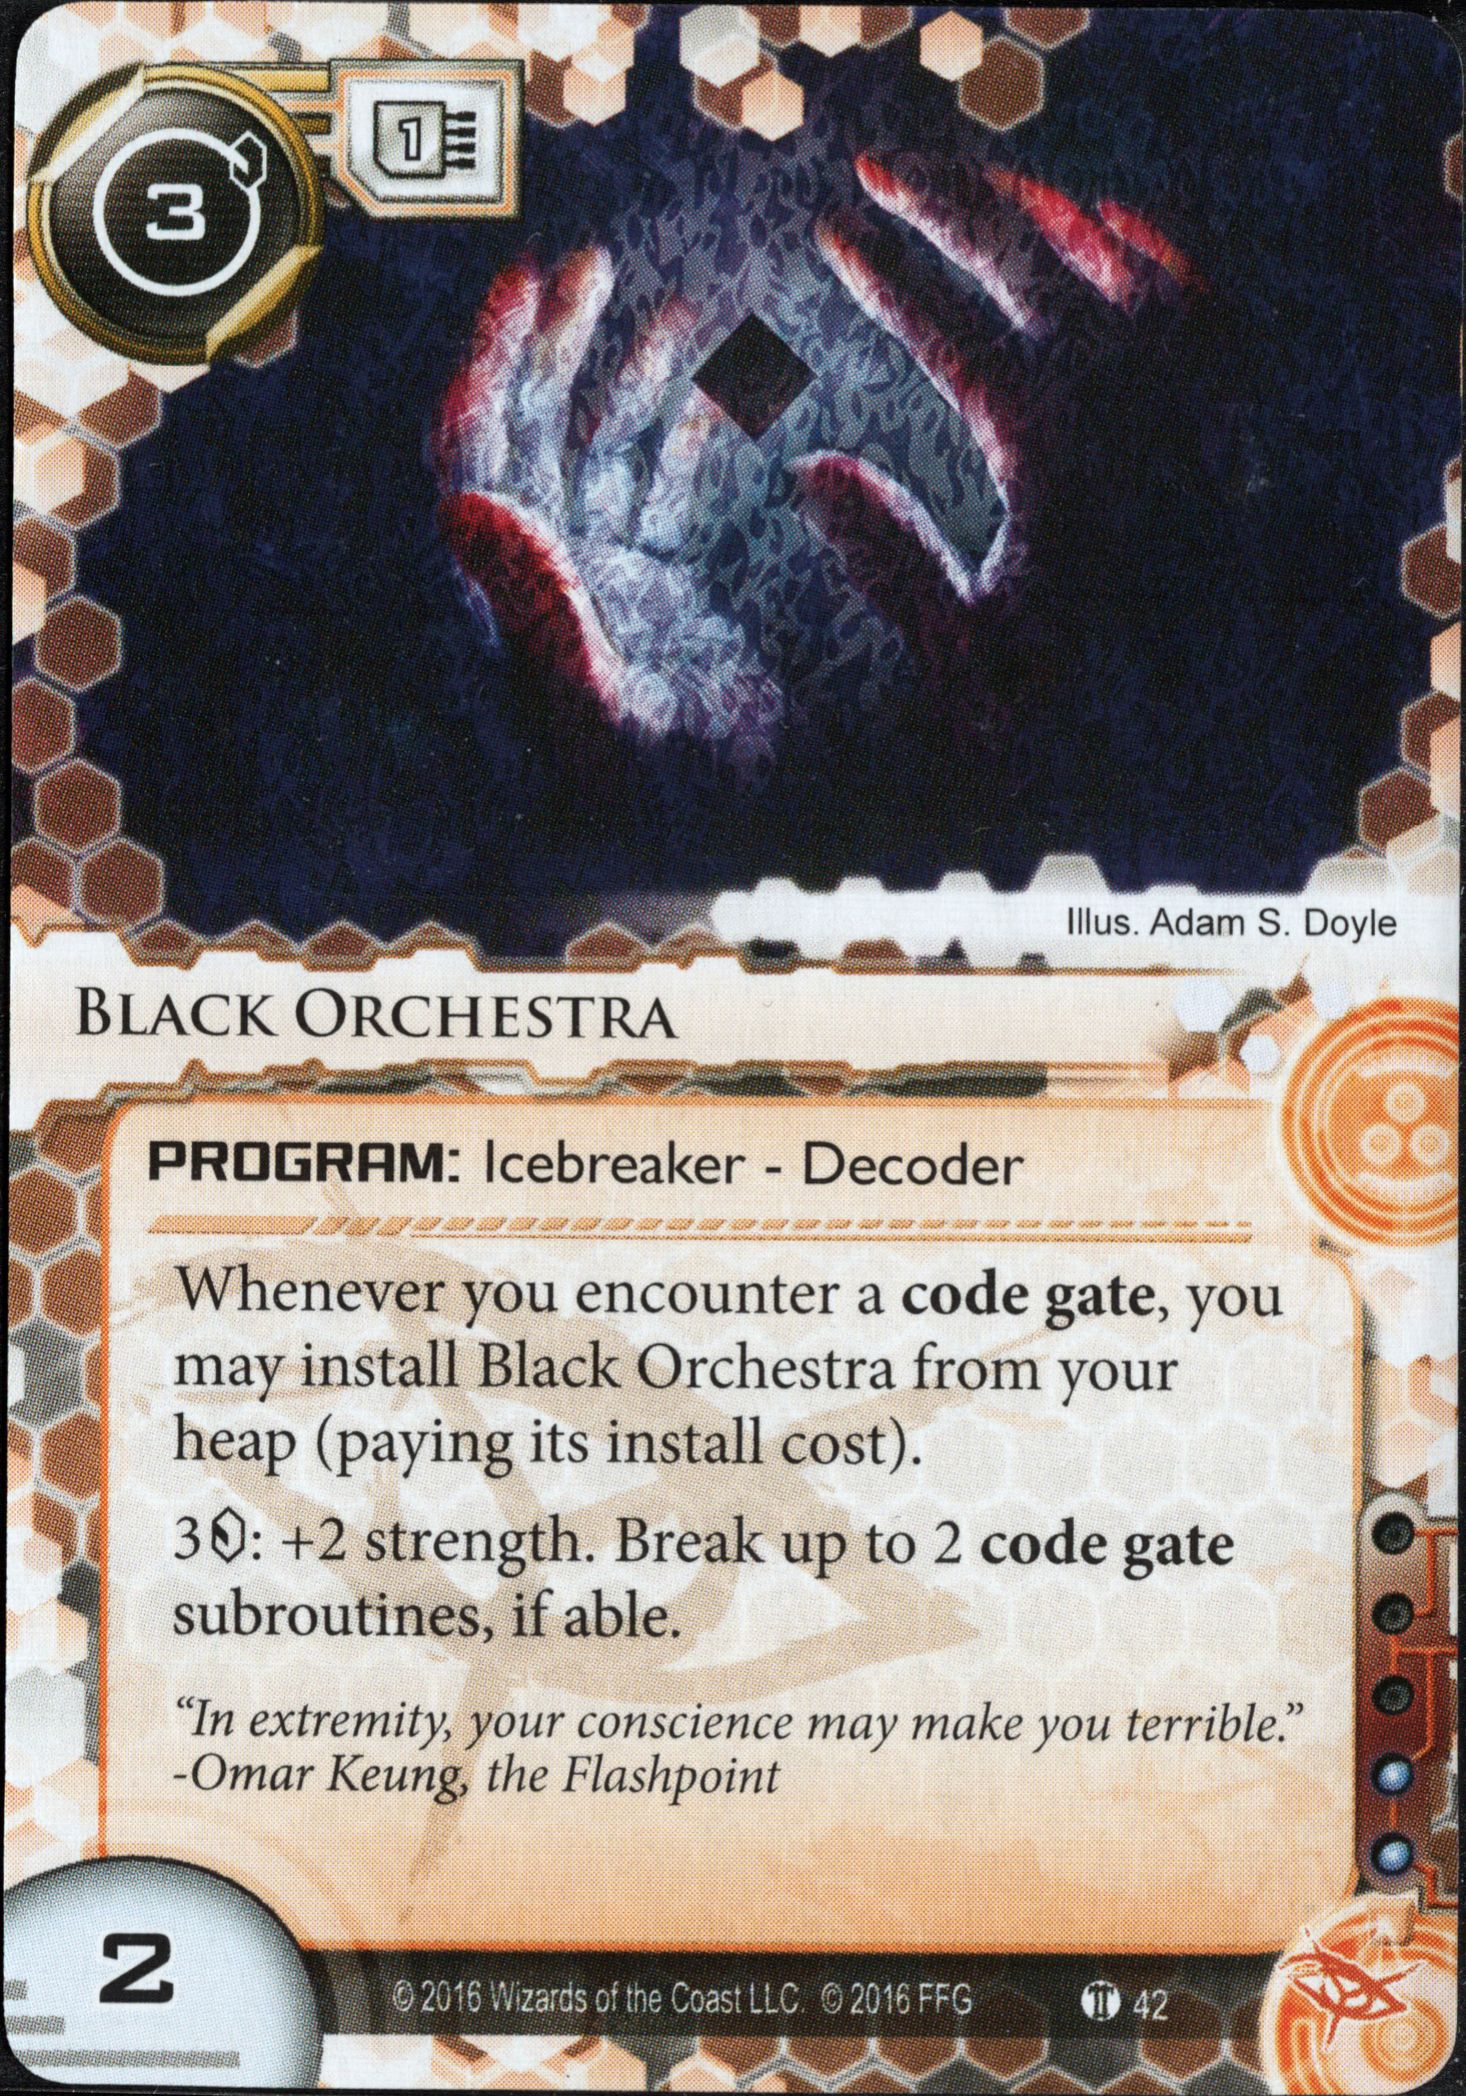 3
1
Illus. Adam S. Doyle
BLACK ORCHESTRA
PROGRAM: Icebreaker - Decoder
Whenever you encounter a code gate, you
may install Black Orchestra from your
heap (paying its install cost).
3: +2 strength. Break up to 2 code gate
subroutines, if able.
“In extremity, your conscience may make you terrible.”
-Omar Keung, the Flashpoint
2
© 2016 Wizards of the Coast LLC. © 2016 FFG
42